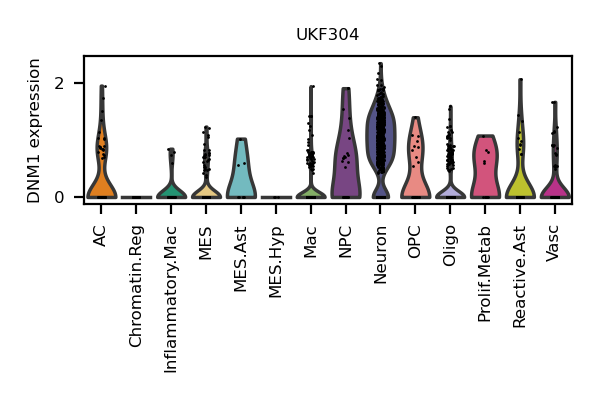 UKF304
DNM1 expression
2
0
AC
Chromatin.Reg
Inflammatory.Mac
MES
MES.Ast
MES.Hyp
Mac
NPC
Neuron
OPC
Oligo
Prolif.Metab
Reactive.Ast
Vasc